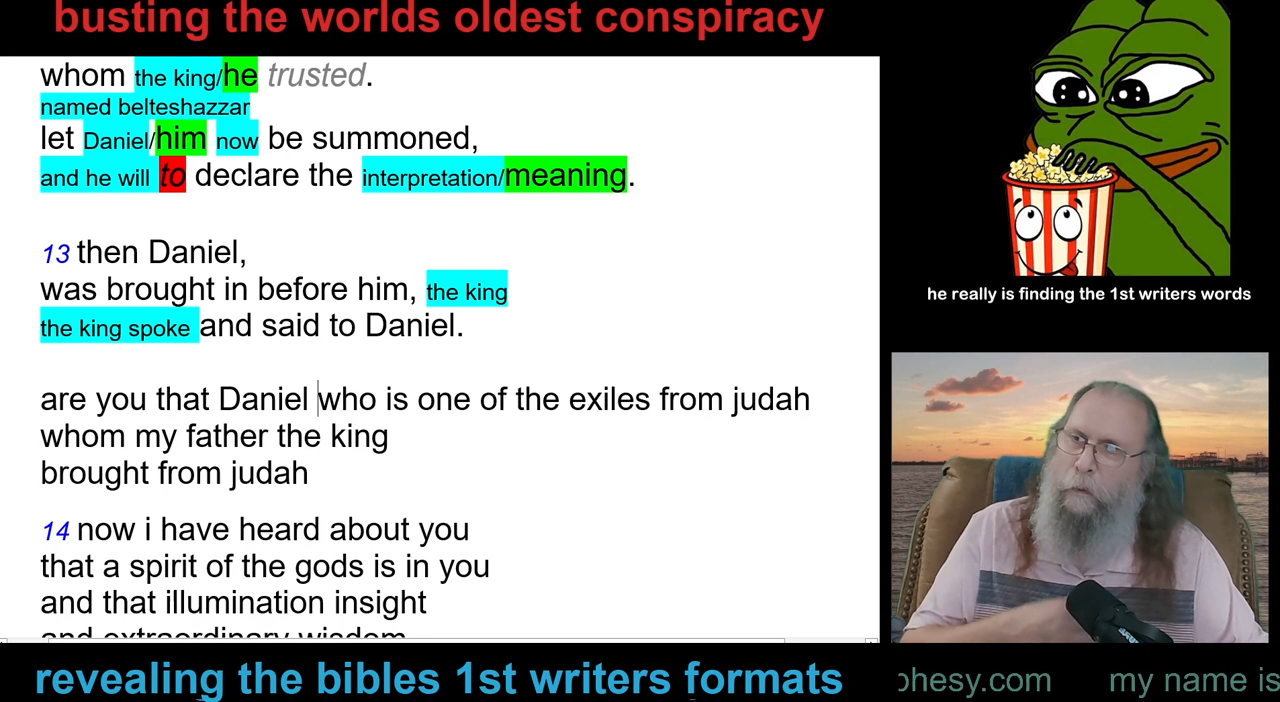 busting the worlds oldest conspiracy
whom the king/he trusted.
named belteshazzar
let Daniel/him now be summoned,
and he will to declare the interpretation/meaning.
13 then Daniel,
was brought in before him, the king
the king spoke and said to Daniel.
are you that Daniel who is one of the exiles from judah
whom my father the king
brought from judah
14 now i have heard about you
that a spirit of the gods is in you
and that illumination insight
and extraordinary wisdom
he really is finding the 1st writers words
revealing the bibles 1st writers formats
phesy.com my name is